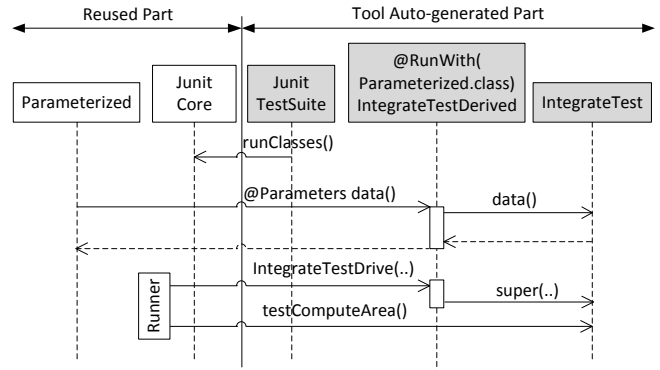 Reused Part
Tool Auto-generated Part
Parameterized
Junit
Core
Junit
TestSuite
@RunWith(
Parameterized.class)
IntegrateTestDerived
IntegrateTest
runClasses()
@Parameters data()
data()
IntegrateTestDrive(..)
super(..)
Runner
testComputeArea()